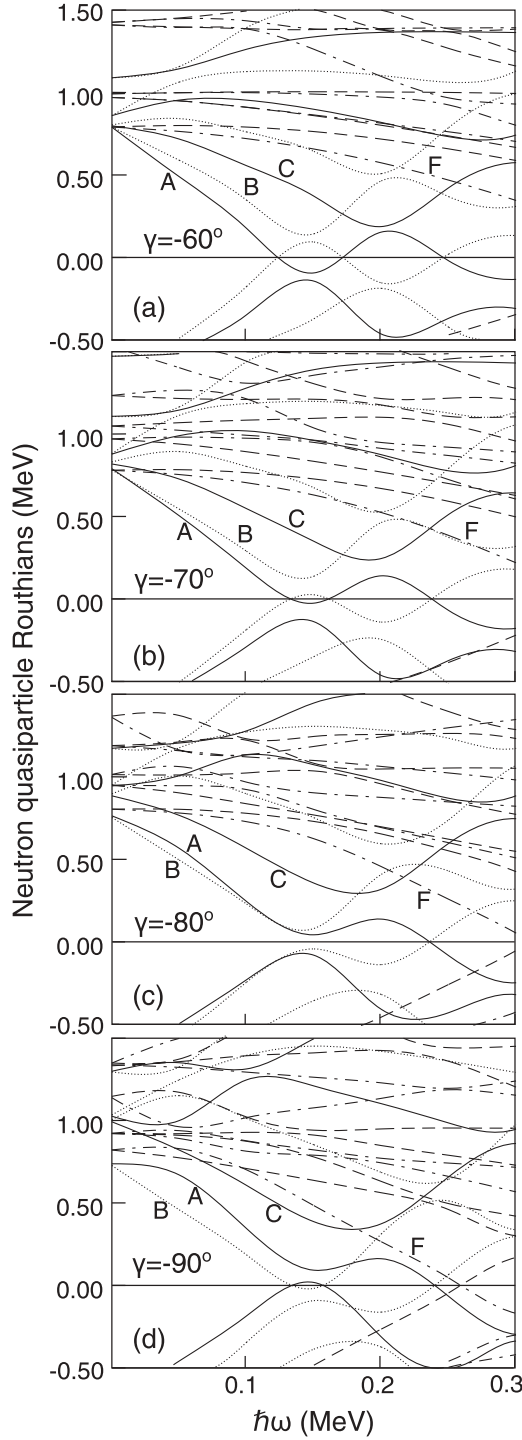 Neutron quasiparticle Routhians (MeV)
1.50
1.00
0.50
0.00
-0.50
A
B
C
F
γ=-60°
(a)
1.00
0.50
0.00
-0.50
A
B
C
F
γ=-70°
(b)
1.00
0.50
0.00
-0.50
A
B
C
F
γ=-80°
(c)
1.00
0.50
0.00
-0.50
A
B
C
F
γ=-90°
(d)
0.1
0.2
0.3
ħω (MeV)